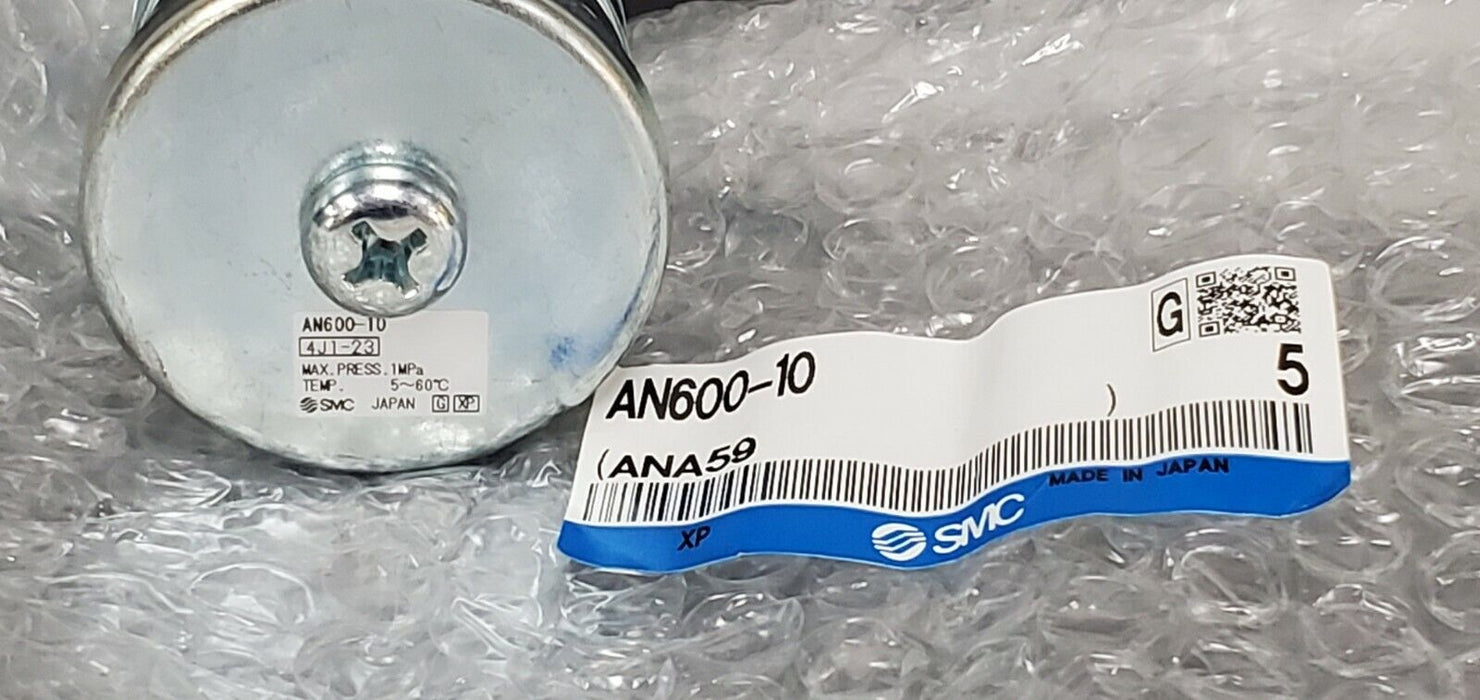 AN600-10
4J1-23
MAX.PRESS.1MPa
TEMP. 5~60℃
SMC JAPAN G XP
G
AN600-10
5
(ANA59 )
XP SMC MADE IN JAPAN